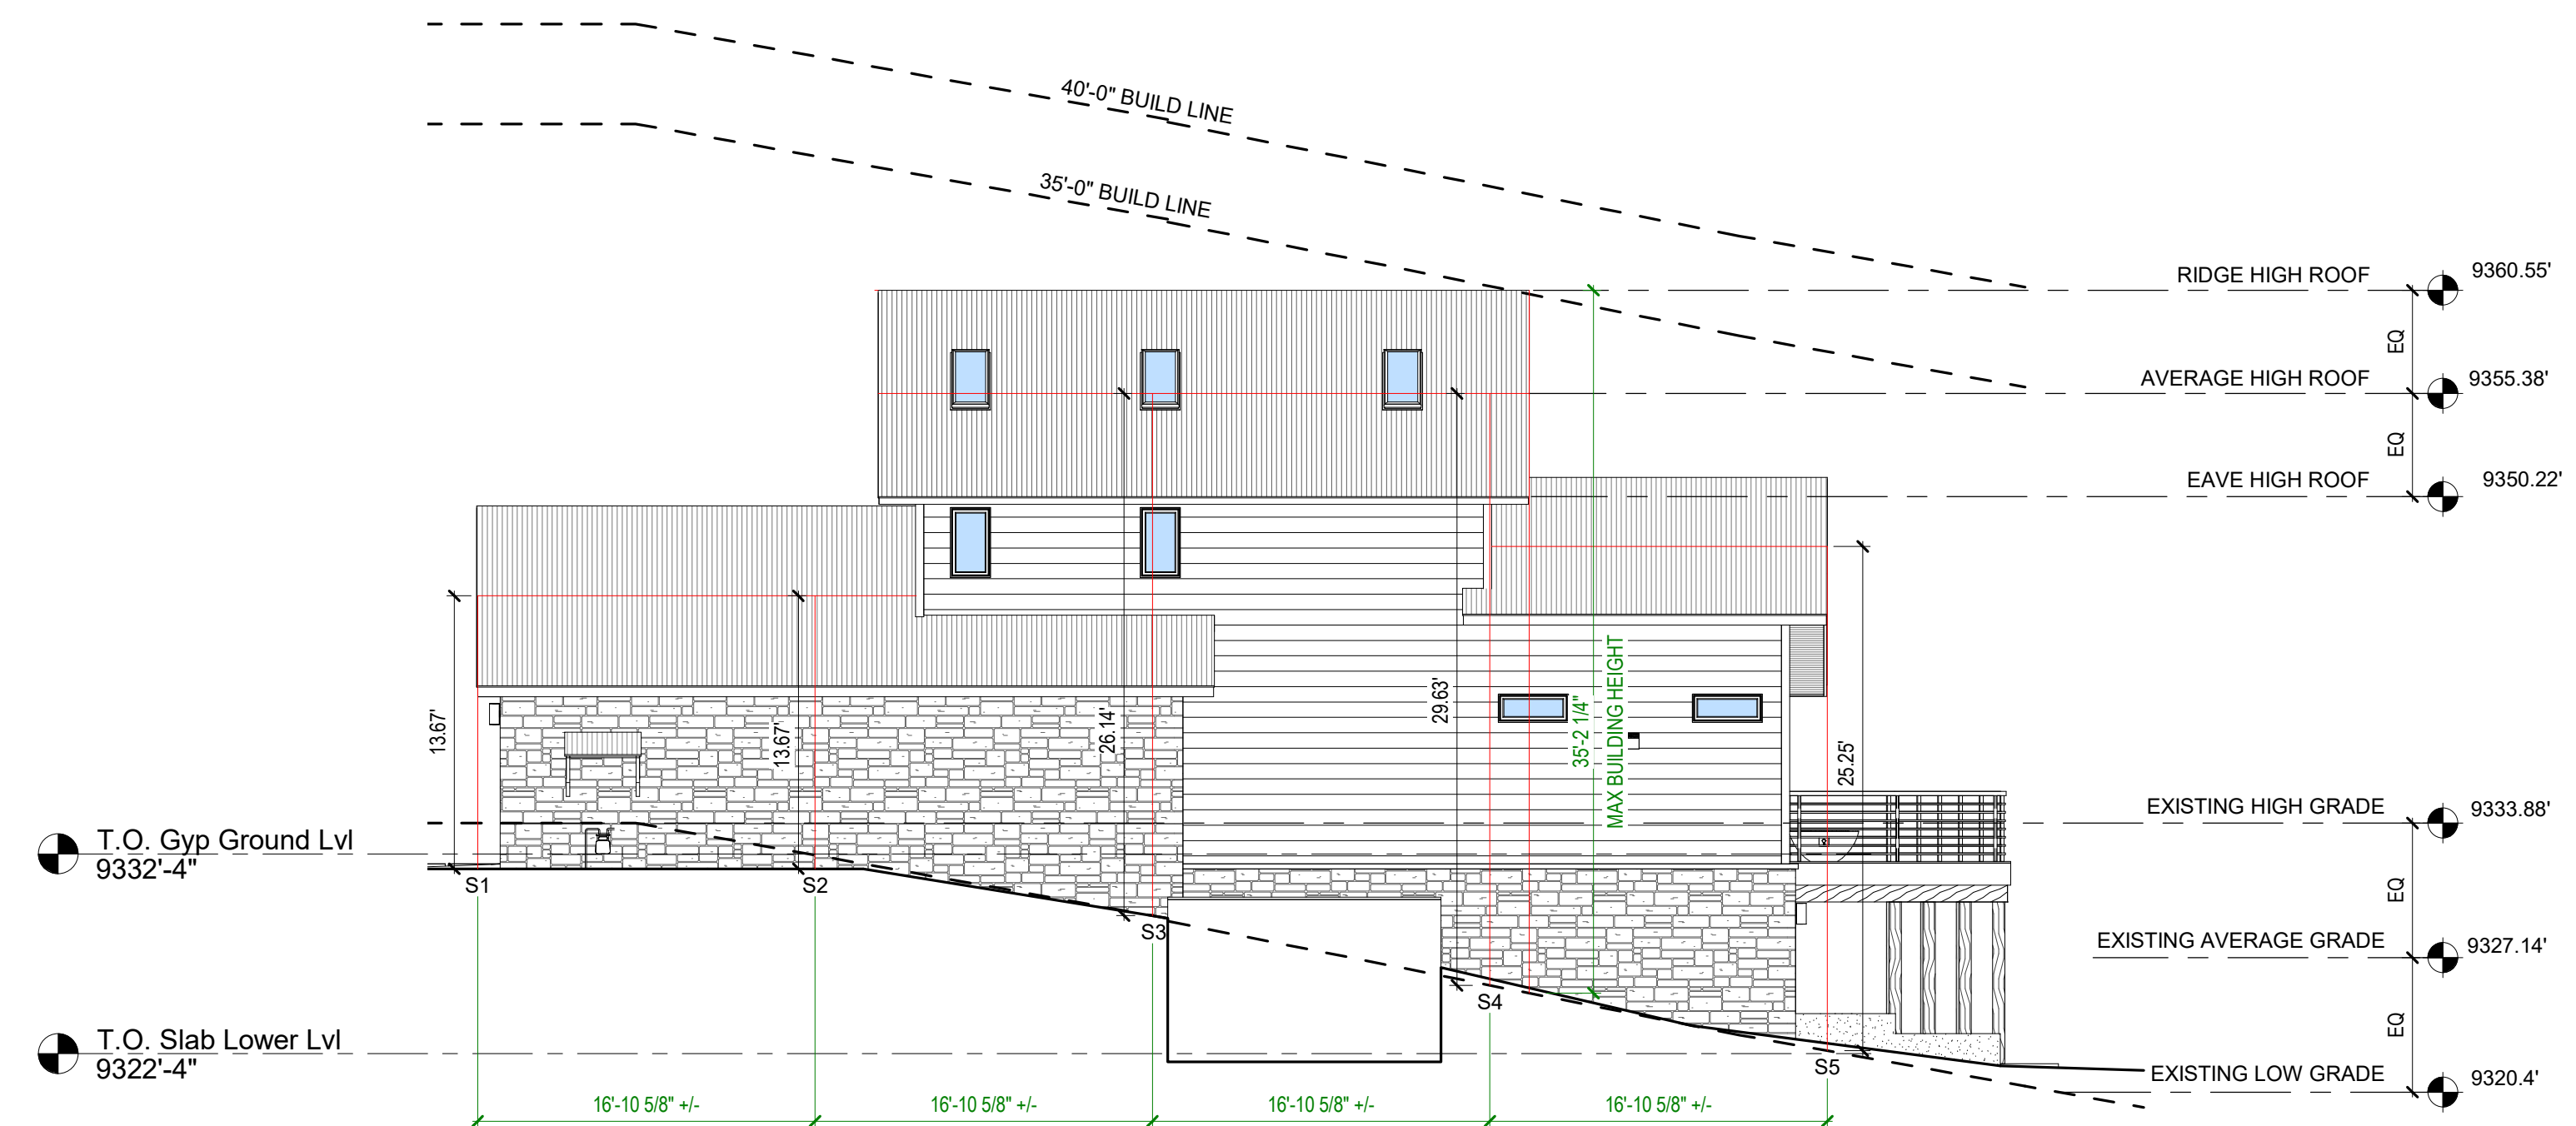 40'-0" BUILD LINE
35'-0" BUILD LINE
RIDGE HIGH ROOF
9360.55'
EQ
AVERAGE HIGH ROOF
9355.38'
EQ
EAVE HIGH ROOF
9350.22'
13.67'
13.67'
26.14'
29.63'
35'-2 1/4"
MAX BUILDING HEIGHT
25.25'
EXISTING HIGH GRADE
9333.88'
T.O. Gyp Ground Lvl
9332'-4"
S1
S2
S3
S4
S5
EQ
EXISTING AVERAGE GRADE
9327.14'
EQ
T.O. Slab Lower Lvl
9322'-4"
EXISTING LOW GRADE
9320.4'
16'-10 5/8" +/-
16'-10 5/8" +/-
16'-10 5/8" +/-
16'-10 5/8" +/-